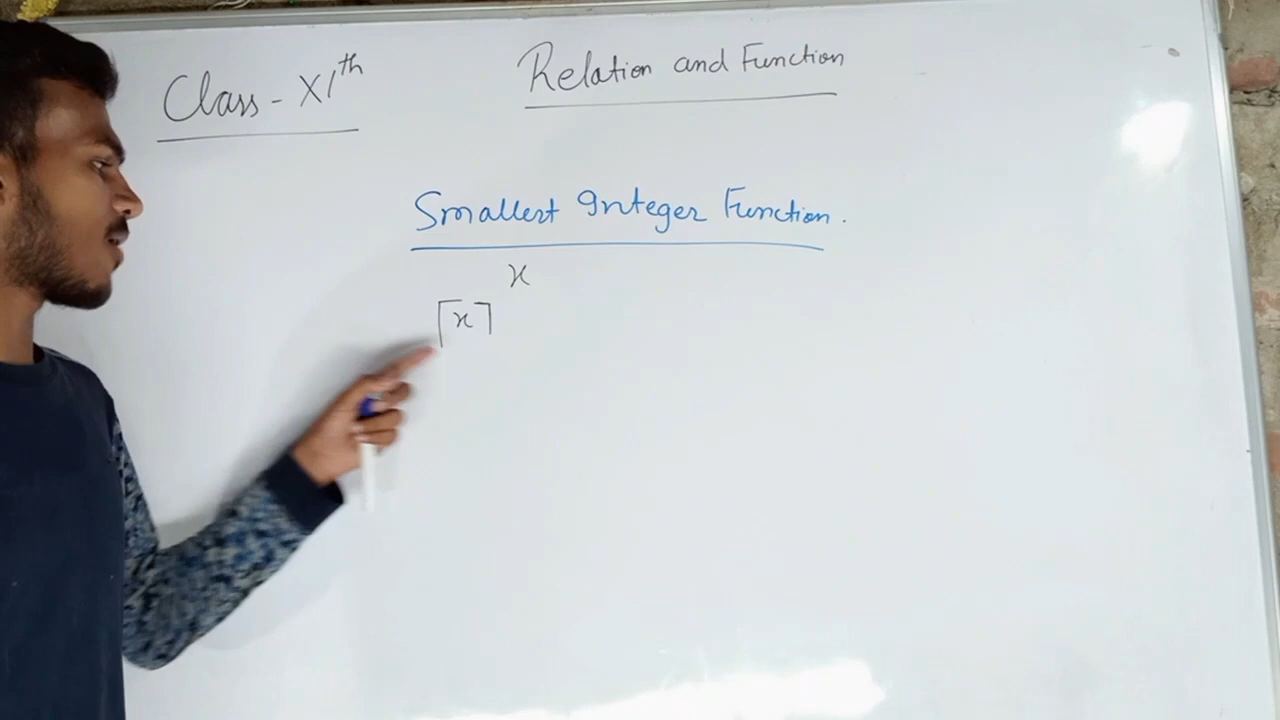 Class - XIth
Relation and Function
Smallest Integer Function.
x
⌈x⌉